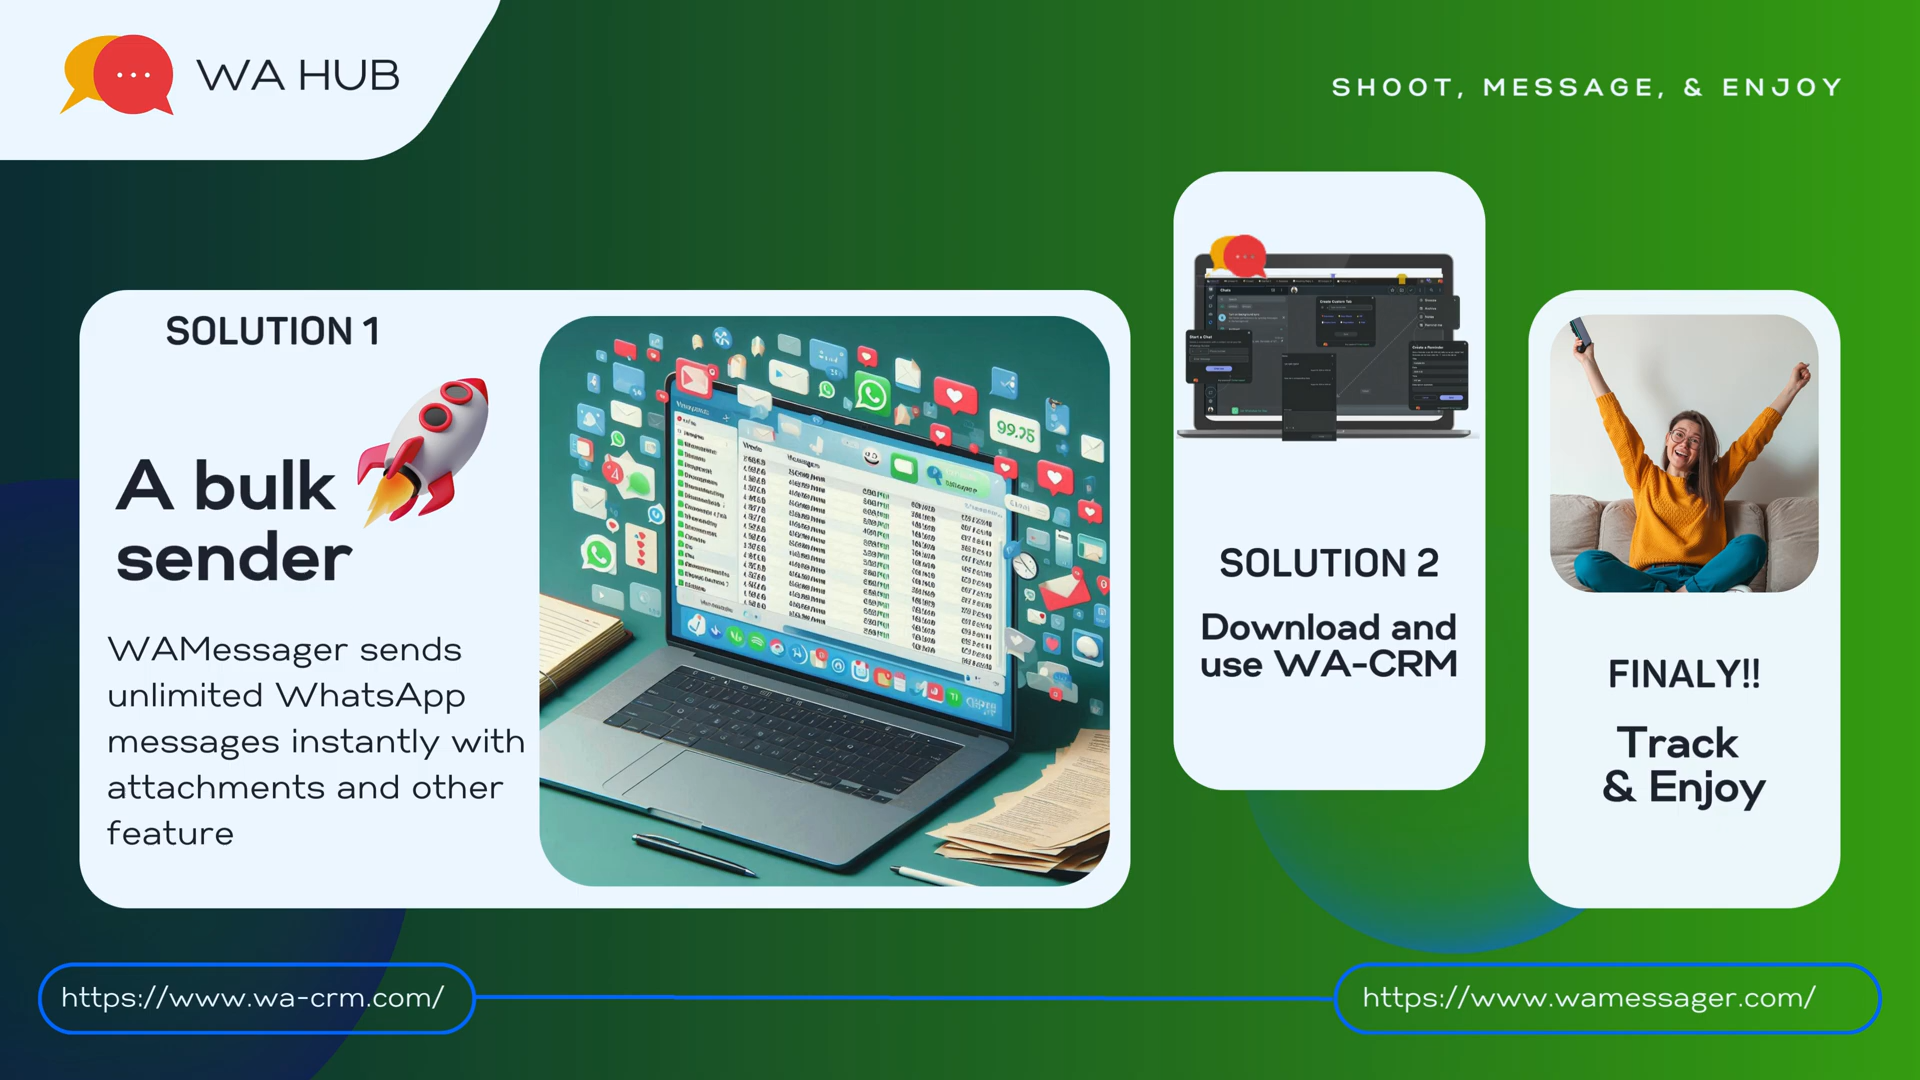 WA HUB
SHOOT, MESSAGE, & ENJOY
SOLUTION 1
A bulk
sender
WAMessager sends
unlimited WhatsApp
messages instantly with
attachments and other
feature
99.75
SOLUTION 2
Download and
use WA-CRM
FINALY!!
Track
& Enjoy
https://www.wa-crm.com/
https://www.wamessager.com/